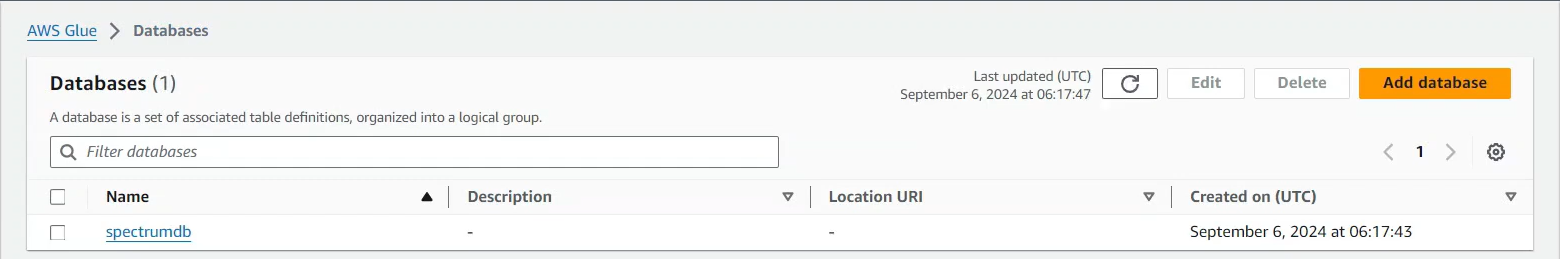 AWS Glue > Databases
Databases (1)
Last updated (UTC)
September 6, 2024 at 06:17:47
Edit
Delete
Add database
A database is a set of associated table definitions, organized into a logical group.
Filter databases
1
Name Description Location URI Created on (UTC)
spectrumdb - - September 6, 2024 at 06:17:43